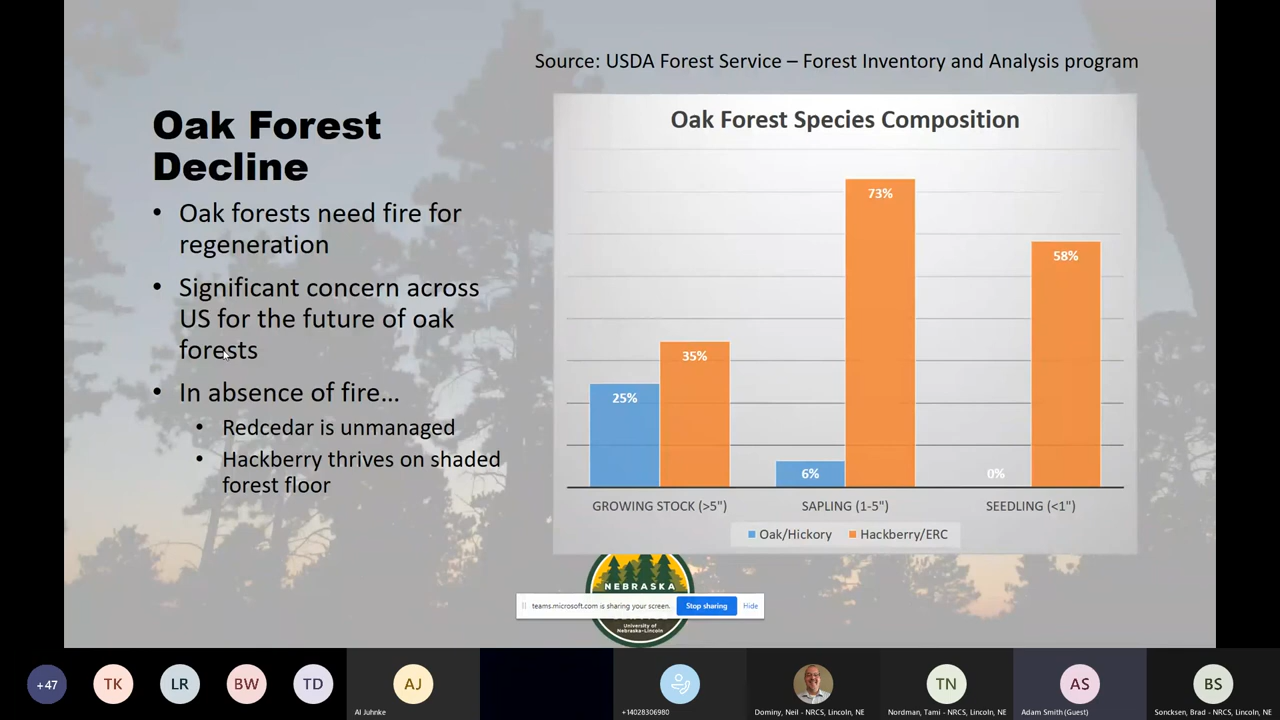 Source: USDA Forest Service – Forest Inventory and Analysis program
Oak Forest
Decline
• Oak forests need fire for
regeneration
• Significant concern across
US for the future of oak
forests
• In absence of fire…
• Redcedar is unmanaged
• Hackberry thrives on shaded
forest floor
Oak Forest Species Composition
25%
35%
6%
73%
0%
58%
GROWING STOCK (>5")
SAPLING (1-5")
SEEDLING (<1")
Oak/Hickory
Hackberry/ERC
NEBRASKA
teams.microsoft.com is sharing your screen.
Stop sharing
Hide
University of
Nebraska–Lincoln
+47
TK
LR
BW
TD
AJ
Al Juhnke
+14028306980
Dominy, Neil - NRCS, Lincoln, NE
TN
Nordman, Tami - NRCS, Lincoln, NE
AS
Adam Smith (Guest)
BS
Soncksen, Brad - NRCS, Lincoln, NE